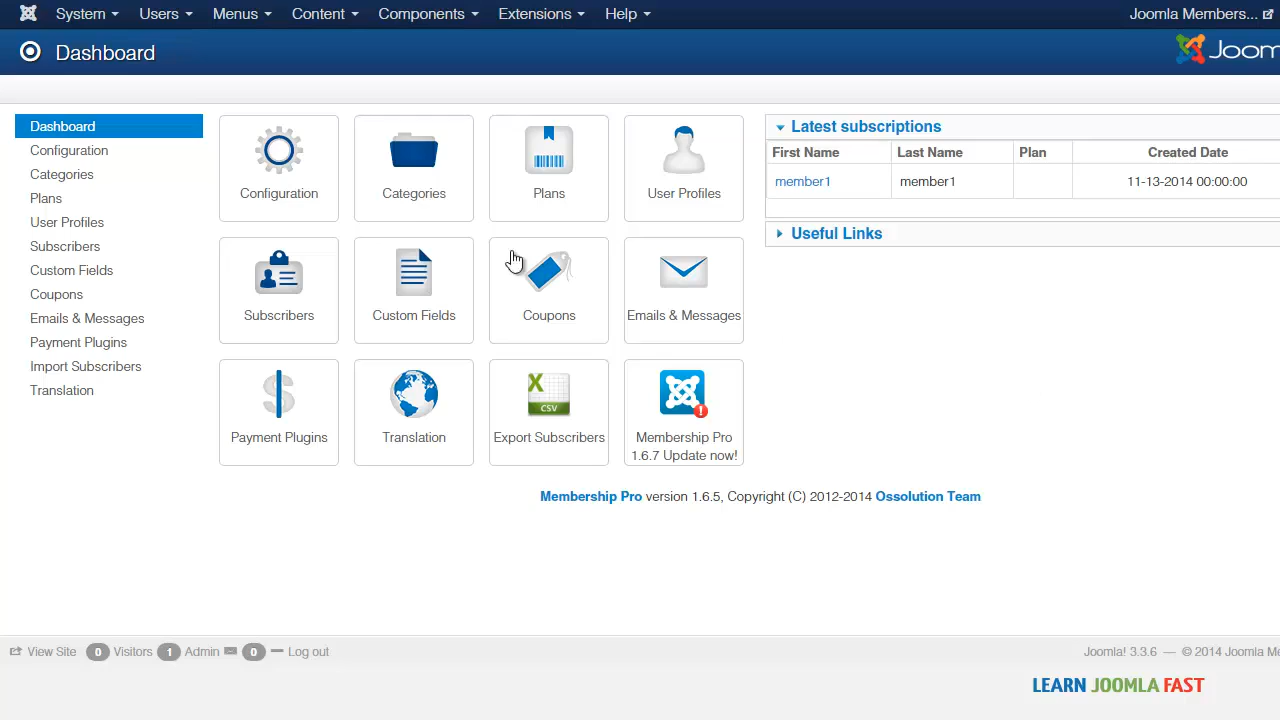 System Users Menus Content Components Extensions Help Joomla Members...
Dashboard Joom
Dashboard
Configuration
Categories
Plans
User Profiles
Subscribers
Custom Fields
Coupons
Emails & Messages
Payment Plugins
Import Subscribers
Translation
Configuration Categories Plans User Profiles
Subscribers Custom Fields Coupons Emails & Messages
X
CSV
!
Payment Plugins Translation Export Subscribers Membership Pro
1.6.7 Update now!
Latest subscriptions
First Name Last Name Plan Created Date
member1 member1 11-13-2014 00:00:00
Useful Links
Membership Pro version 1.6.5, Copyright (C) 2012-2014 Ossolution Team
View Site 0 Visitors 1 Admin 0 Log out Joomla! 3.3.6 — © 2014 Joomla Me
LEARN JOOMLA FAST